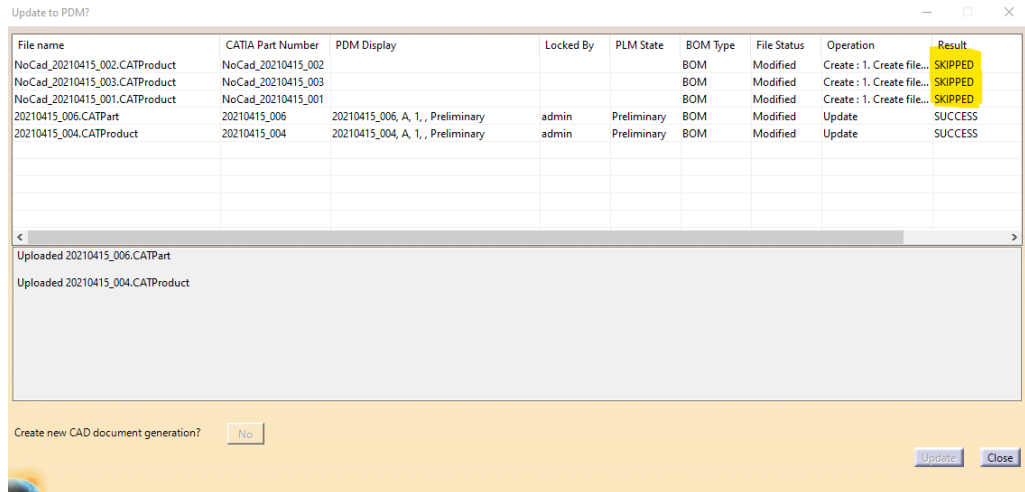 Update to PDM?
File name CATIA Part Number PDM Display Locked By PLM State BOM Type File Status Operation Result
NoCad_20210415_002.CATProduct NoCad_20210415_002 BOM Modified Create : 1. Create file... SKIPPED
NoCad_20210415_003.CATProduct NoCad_20210415_003 BOM Modified Create : 1. Create file... SKIPPED
NoCad_20210415_001.CATProduct NoCad_20210415_001 BOM Modified Create : 1. Create file... SKIPPED
20210415_006.CATPart 20210415_006 20210415_006, A, 1, , Preliminary admin Preliminary BOM Modified Update SUCCESS
20210415_004.CATProduct 20210415_004 20210415_004, A, 1, , Preliminary admin Preliminary BOM Modified Update SUCCESS
Uploaded 20210415_006.CATPart
Uploaded 20210415_004.CATProduct
Create new CAD document generation? No
Update Close